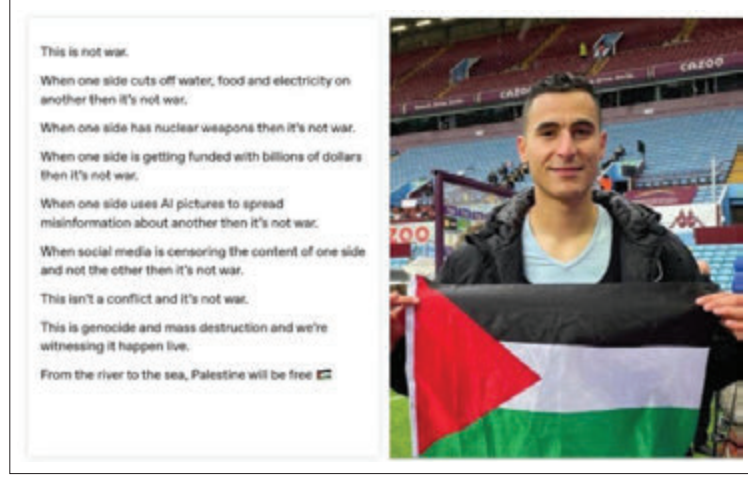 This is not war.
When one side cuts off water, food and electricity on
another then it's not war.
When one side has nuclear weapons then it's not war.
When one side is getting funded with billions of dollars
then it's not war.
When one side uses AI pictures to spread
misinformation about another then it's not war.
When social media is censoring the content of one side
and not the other then it's not war.
This isn't a conflict and it's not war.
This is genocide and mass destruction and we're
witnessing it happen live.
From the river to the sea, Palestine will be free 🇵🇸
CAZOO
CAZOO
ZOO